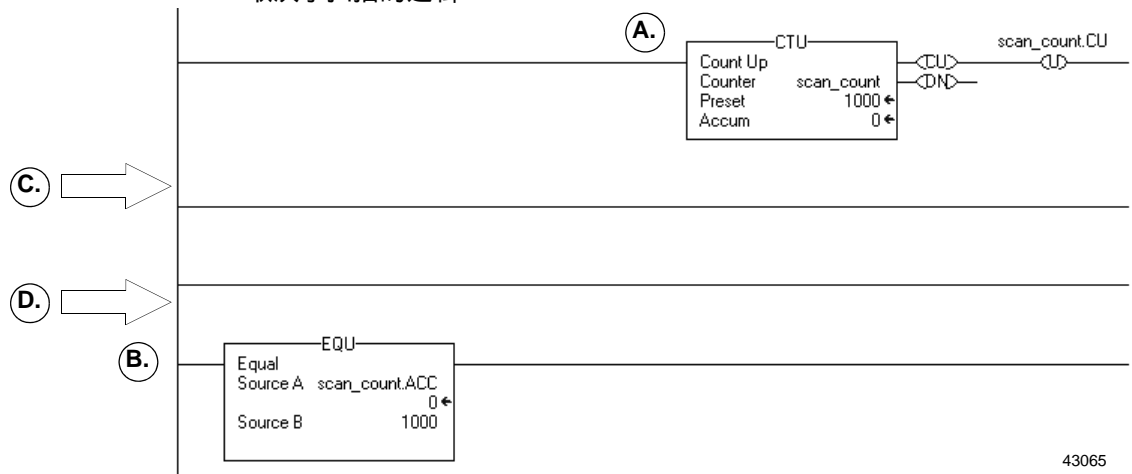 A.
CTU
scan_count.CU
Count Up
CU
U
Counter scan_count
DN
Preset 1000
Accum 0
C.
D.
B.
EQU
Equal
Source A scan_count.ACC
0
Source B 1000
43065